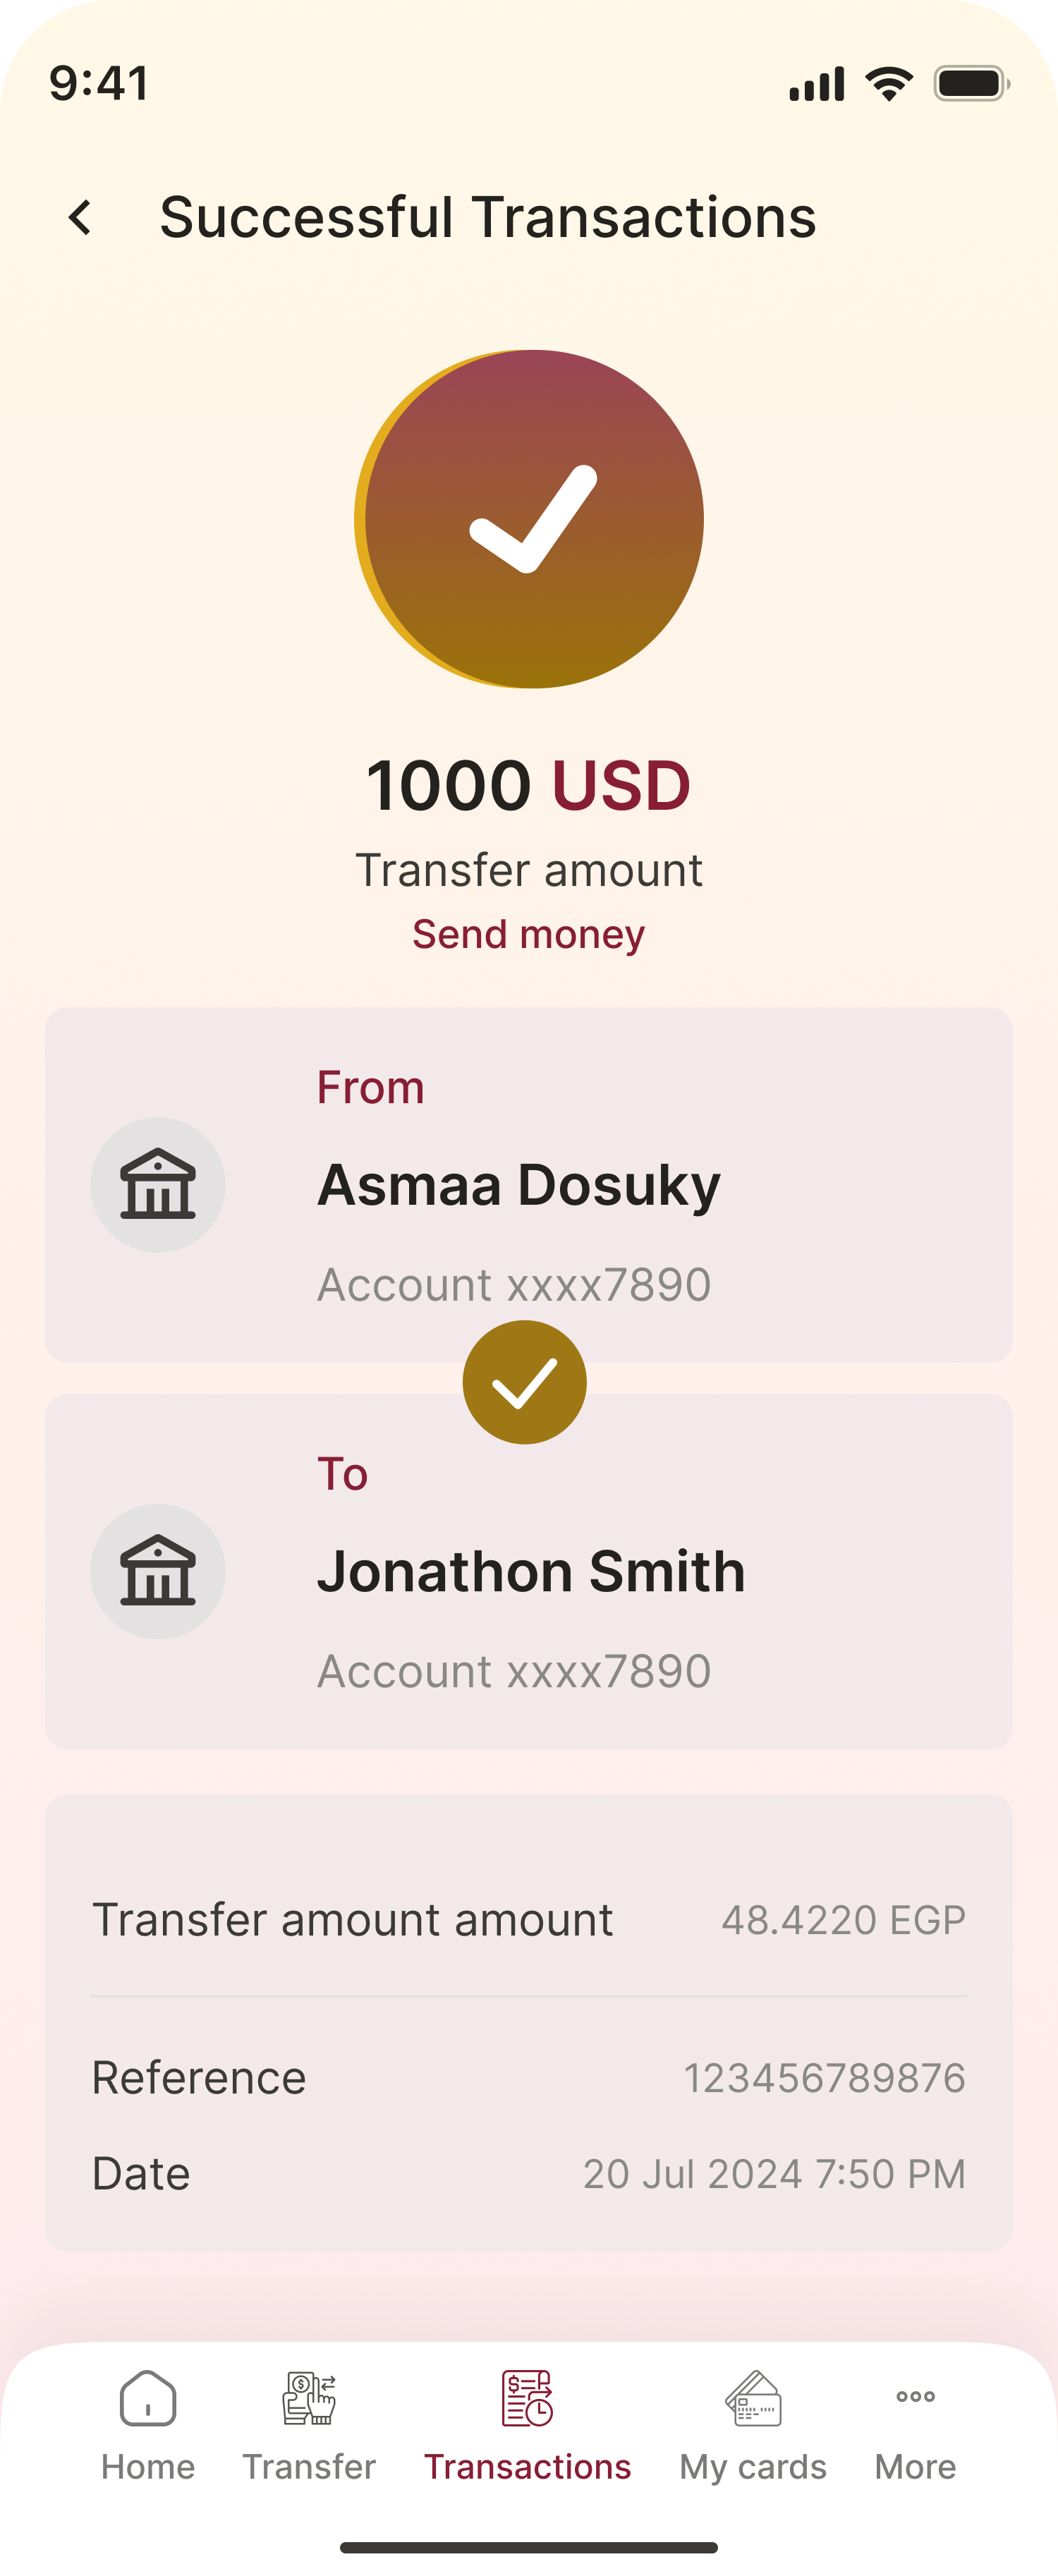 9:41
Successful Transactions
1000 USD
Transfer amount
Send money
From
Asmaa Dosuky
Account xxxx7890
To
Jonathon Smith
Account xxxx7890
Transfer amount amount 48.4220 EGP
Reference 123456789876
Date 20 Jul 2024 7:50 PM
Home Transfer Transactions My cards More